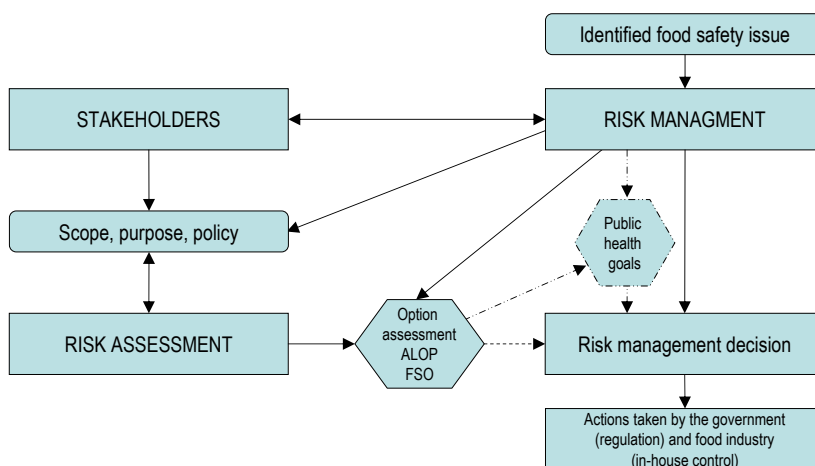 Identified food safety issue
STAKEHOLDERS
RISK MANAGMENT
Scope, purpose, policy
Public
health
goals
RISK ASSESSMENT
Option
assessment
ALOP
FSO
Risk management decision
Actions taken by the government
(regulation) and food industry
(in-house control)